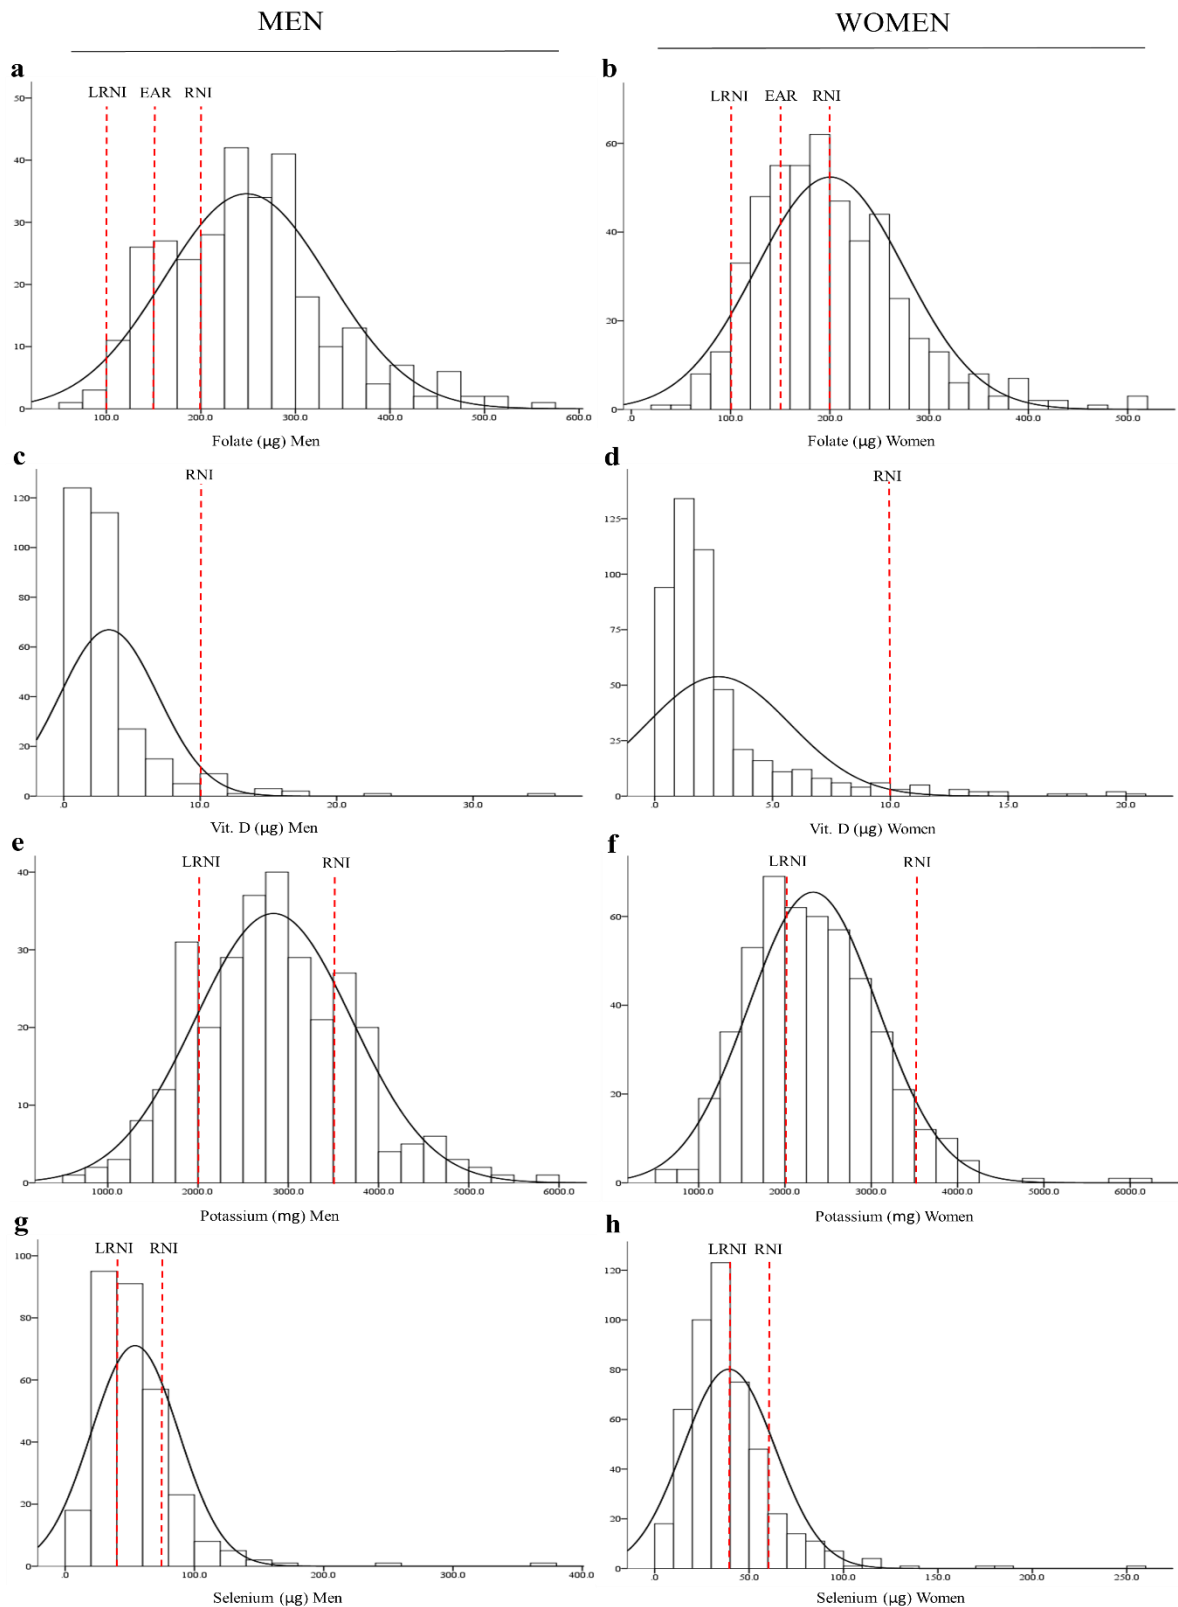 MEN
WOMEN
a
LRNI EAR RNI
50
40
30
20
10
0
100.0 200.0 300.0 400.0 500.0 600.0
Folate (µg) Men
b
LRNI EAR RNI
60
40
20
0
.0 100.0 200.0 300.0 400.0 500.0
Folate (µg) Women
c
RNI
120
100
80
60
40
20
0
.0 10.0 20.0 30.0
Vit. D (µg) Men
d
RNI
125
100
75
50
25
0
.0 5.0 10.0 15.0 20.0
Vit. D (µg) Women
e
LRNI RNI
40
30
20
10
0
1000.0 2000.0 3000.0 4000.0 5000.0 6000.0
Potassium (mg) Men
f
LRNI RNI
60
40
20
0
1000.0 2000.0 3000.0 4000.0 5000.0 6000.0
Potassium (mg) Women
g
LRNI RNI
100
80
60
40
20
0
.0 100.0 200.0 300.0 400.0
Selenium (µg) Men
h
LRNI RNI
120
100
80
60
40
20
0
.0 50.0 100.0 150.0 200.0 250.0
Selenium (µg) Women